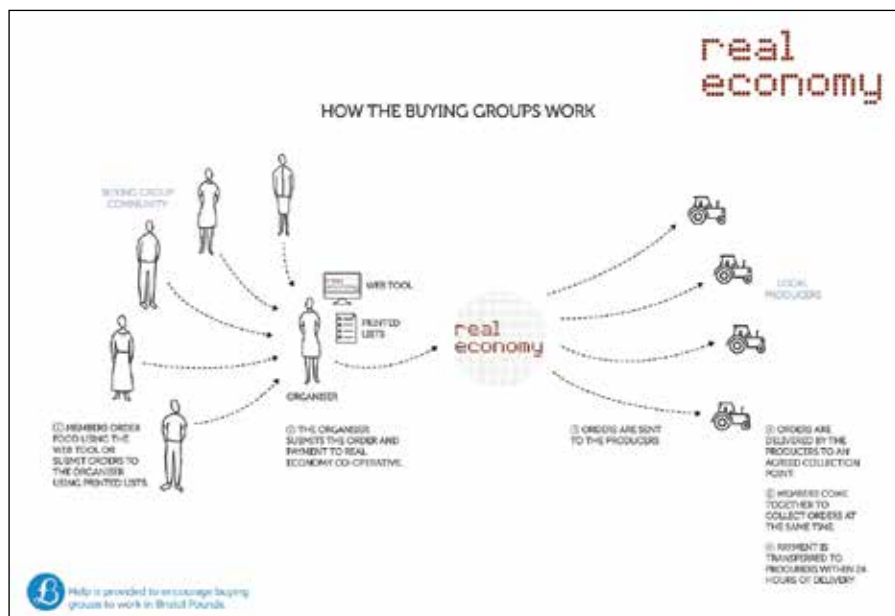 real
economy
HOW THE BUYING GROUPS WORK
BUYING GROUP
COMMUNITY
WEB TOOL
PRINTED
LISTS
ORGANISER
real
economy
LOCAL
PRODUCERS
① MEMBERS ORDER
FOOD USING THE
WEB TOOL OR
SUBMIT ORDERS TO
THE ORGANISER
USING PRINTED LISTS
② THE ORGANISER
SUBMITS THE ORDER AND
PAYMENT TO REAL
ECONOMY CO-OPERATIVE.
③ ORDERS ARE SENT
TO THE PRODUCERS
④ ORDERS ARE
DELIVERED BY THE
PRODUCERS TO AN
AGREED COLLECTION
POINT.
⑤ MEMBERS COME
TOGETHER TO
COLLECT ORDERS AT
THE SAME TIME.
⑥ PAYMENT IS
TRANSFERRED TO
PRODUCERS WITHIN 24
HOURS OF DELIVERY
Help is provided to encourage buying
groups to work in Bristol Pounds.